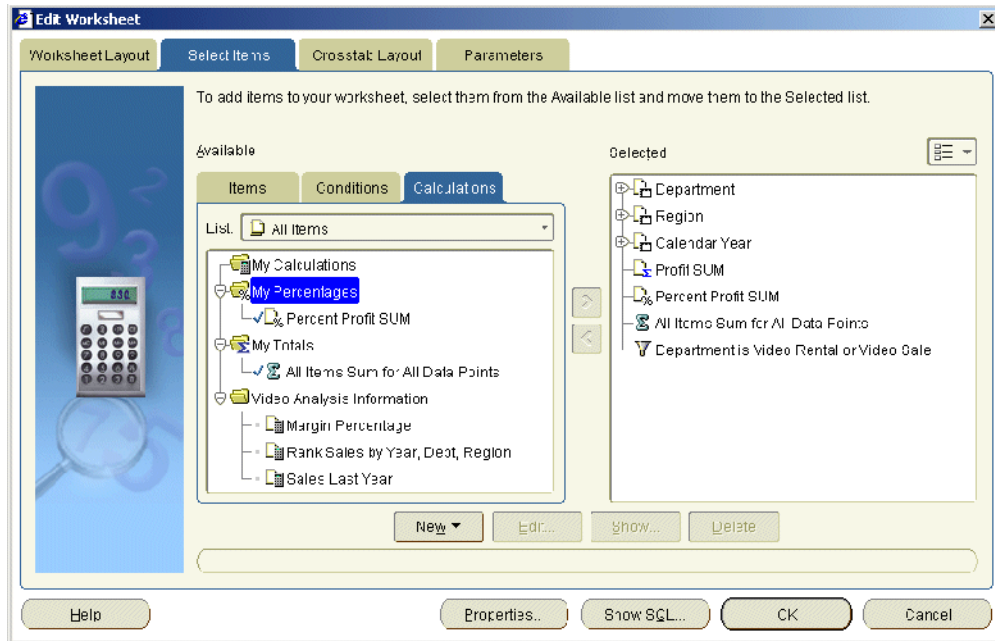 Edit Worksheet
Worksheet Layout Select Items Crosstab Layout Parameters
To add items to your worksheet, select them from the Available list and move them to the Selected list.
Available
Selected
Items Conditions Calculations
List: All Items
My Calculations
My Percentages
Percent Profit SUM
My Totals
All Items Sum for All Data Points
Video Analysis Information
Margin Percentage
Rank Sales by Year, Dept, Region
Sales Last Year
Department
Region
Calendar Year
Profit SUM
Percent Profit SUM
All Items Sum for All Data Points
Department is Video Rental or Video Sale
New Edit... Show... Delete
Help Properties... Show SQL... OK Cancel